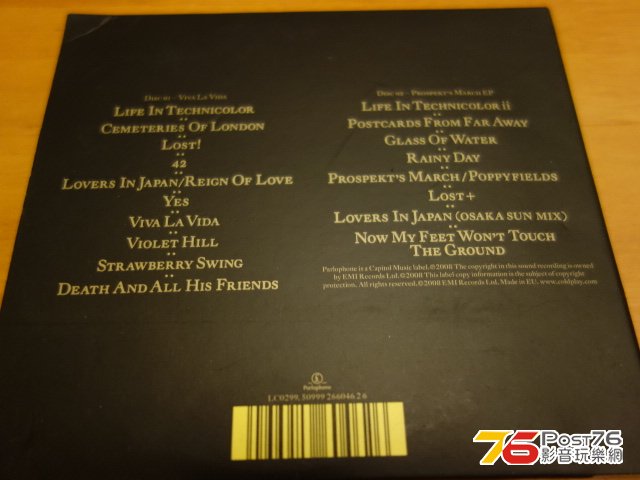 Disc 01 – Viva La Vida
Life In Technicolor
Cemeteries Of London
Lost!
42
Lovers In Japan/Reign Of Love
Yes
Viva La Vida
Violet Hill
Strawberry Swing
Death And All His Friends
Disc 02 – Prospekt's March EP
Life In Technicolor ii
Postcards From Far Away
Glass Of Water
Rainy Day
Prospekt's March/Poppyfields
Lost+
Lovers In Japan (Osaka Sun Mix)
Now My Feet Won't Touch
The Ground
Parlophone is a Capitol Music label. ℗2008 The copyright in this sound recording is owned
by EMI Records Ltd. ©2008 This label copy information is the subject of copyright
protection. All rights reserved. ©2008 EMI Records Ltd. Made in EU. www.coldplay.com
Parlophone
LC0299. 50999 266046 2 6
76 Post76
影音玩樂網